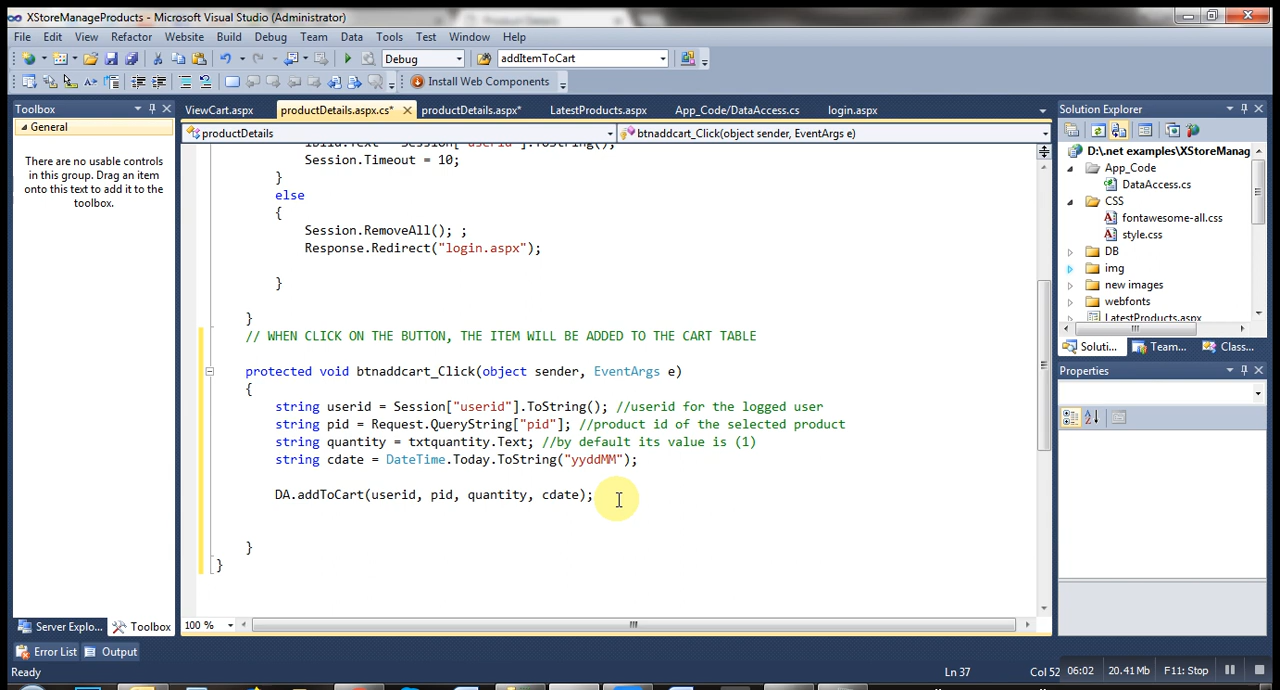 XStoreManageProducts - Microsoft Visual Studio (Administrator)
File Edit View Refactor Website Build Debug Team Data Tools Test Window Help
Debug addItemToCart
Install Web Components
Toolbox
General
There are no usable controls
in this group. Drag an item
onto this text to add it to the
toolbox.
Server Explo... Toolbox
ViewCart.aspx productDetails.aspx.cs* productDetails.aspx* LatestProducts.aspx App_Code/DataAccess.cs login.aspx
productDetails btnaddcart_Click(object sender, EventArgs e)
Session.Timeout = 10;
}
else
{
Session.RemoveAll(); ;
Response.Redirect("login.aspx");
}
}
// WHEN CLICK ON THE BUTTON, THE ITEM WILL BE ADDED TO THE CART TABLE
protected void btnaddcart_Click(object sender, EventArgs e)
{
string userid = Session["userid"].ToString(); //userid for the logged user
string pid = Request.QueryString["pid"]; //product id of the selected product
string quantity = txtquantity.Text; //by default its value is (1)
string cdate = DateTime.Today.ToString("yyddMM");
DA.addToCart(userid, pid, quantity, cdate);
}
}
100 %
Solution Explorer
D:\.net examples\XStoreManag
App_Code
DataAccess.cs
CSS
fontawesome-all.css
style.css
DB
img
new images
webfonts
LatestProducts.aspx
Soluti... Team... Class...
Properties
Error List Output
Ready Ln 37 Col 52 06:02 20.41 Mb F11: Stop